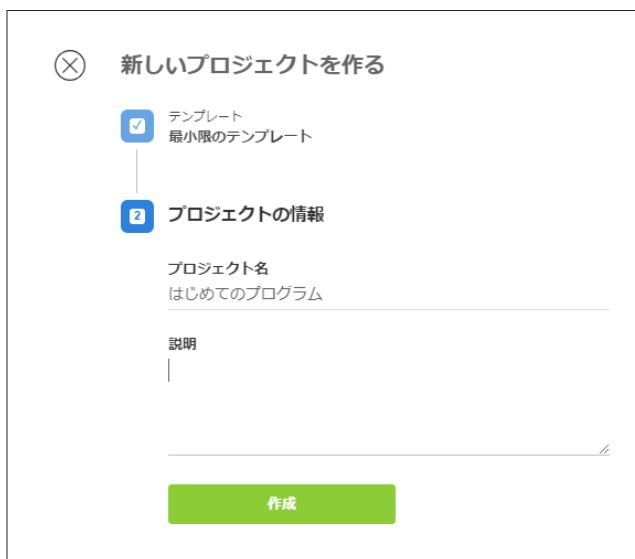 新しいプロジェクトを作る
テンプレート
最小限のテンプレート
2
プロジェクトの情報
プロジェクト名
はじめてのプログラム
説明
作成